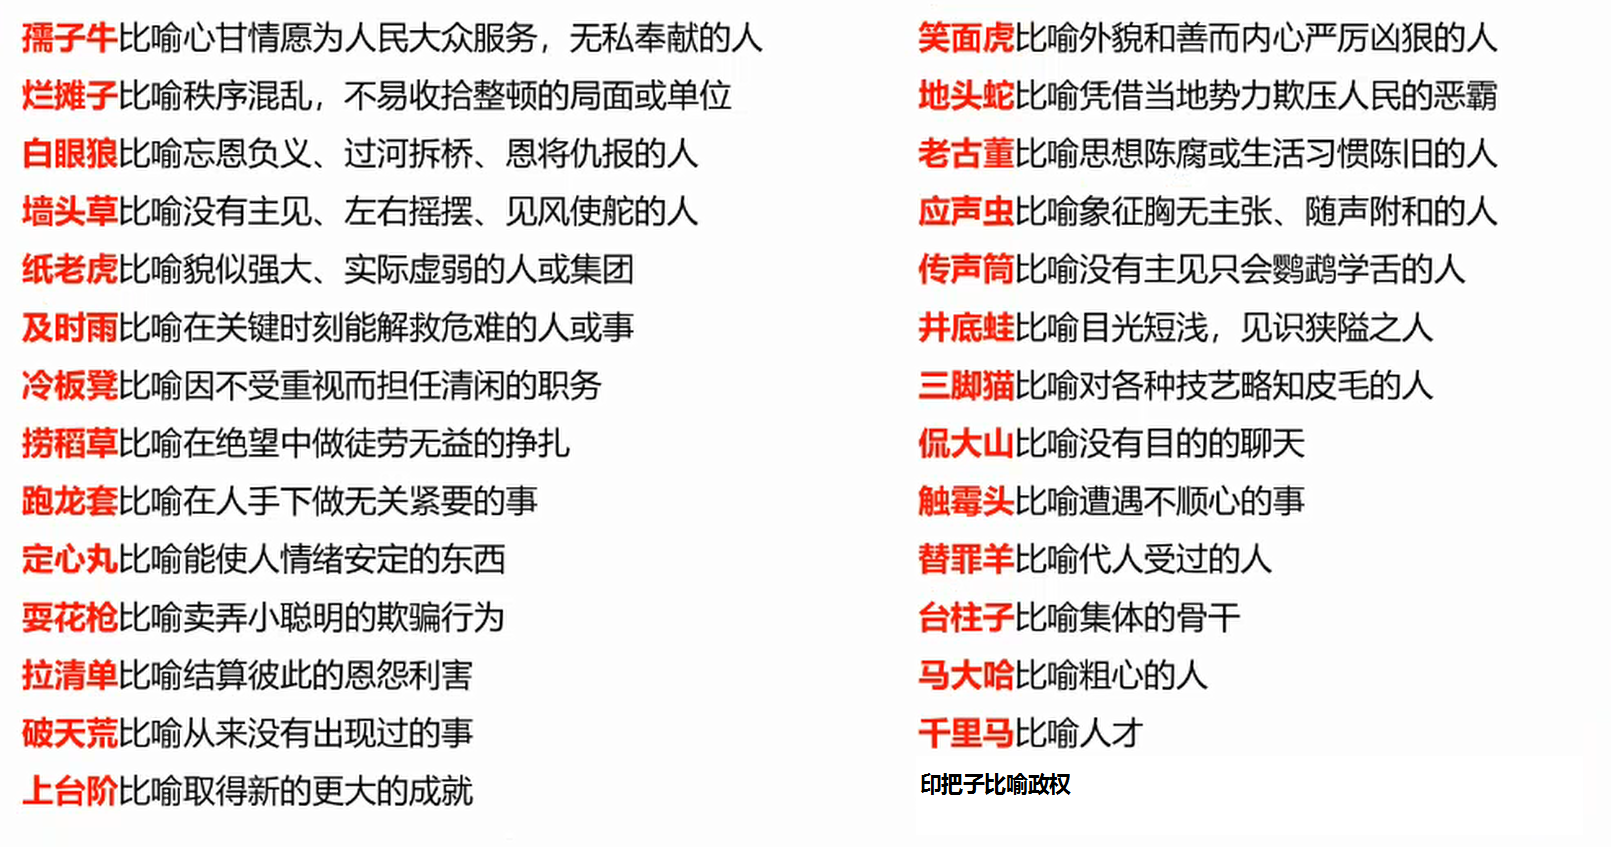 孺子牛比喻心甘情愿为人民大众服务，无私奉献的人
烂摊子比喻秩序混乱，不易收拾整顿的局面或单位
白眼狼比喻忘恩负义、过河拆桥、恩将仇报的人
墙头草比喻没有主见、左右摇摆、见风使舵的人
纸老虎比喻貌似强大、实际虚弱的人或集团
及时雨比喻在关键时刻能解救危难的人或事
冷板凳比喻因不受重视而担任清闲的职务
捞稻草比喻在绝望中做徒劳无益的挣扎
跑龙套比喻在人手下做无关紧要的事
定心丸比喻能使人情绪安定的东西
耍花枪比喻卖弄小聪明的欺骗行为
拉清单比喻结算彼此的恩怨利害
破天荒比喻从来没有出现过的事
上台阶比喻取得新的更大的成就
笑面虎比喻外貌和善而内心严厉凶狠的人
地头蛇比喻凭借当地势力欺压人民的恶霸
老古董比喻思想陈腐或生活习惯陈旧的人
应声虫比喻象征胸无主张、随声附和的人
传声筒比喻没有主见只会鹦鹉学舌的人
井底蛙比喻目光短浅，见识狭隘之人
三脚猫比喻对各种技艺略知皮毛的人
侃大山比喻没有目的的聊天
触霉头比喻遭遇不顺心的事
替罪羊比喻代人受过的人
台柱子比喻集体的骨干
马大哈比喻粗心的人
千里马比喻人才
印把子比喻政权